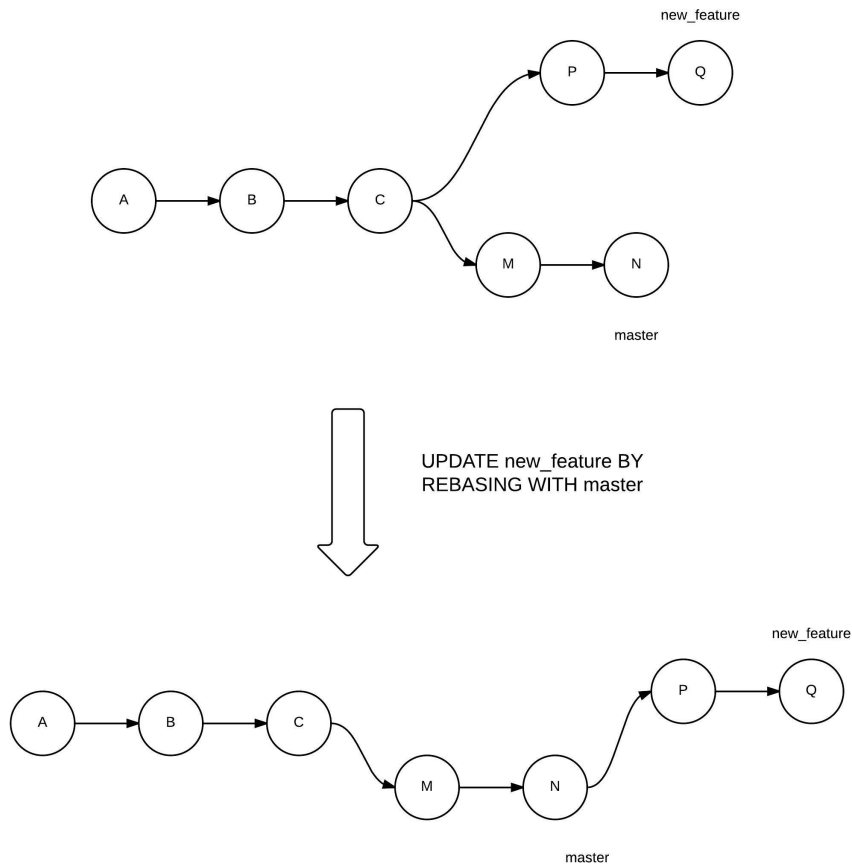 new_feature
P
Q
A
B
C
M
N
master
UPDATE new_feature BY
REBASING WITH master
new_feature
P
Q
A
B
C
M
N
master